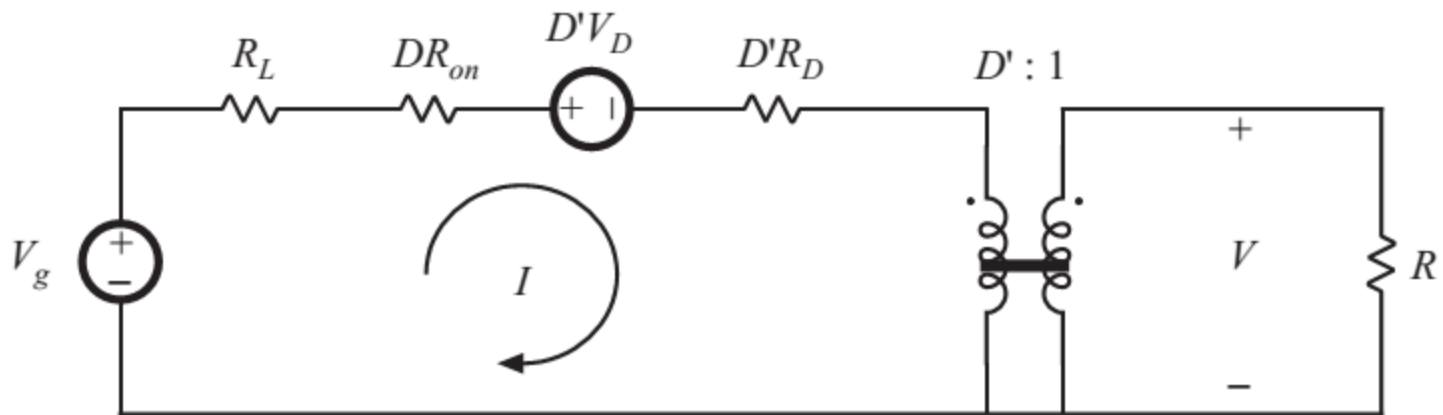 D'V_D
R_L
DR_on
D'R_D
D' : 1
+ −
+
+
−
V_g
I
V
R
−